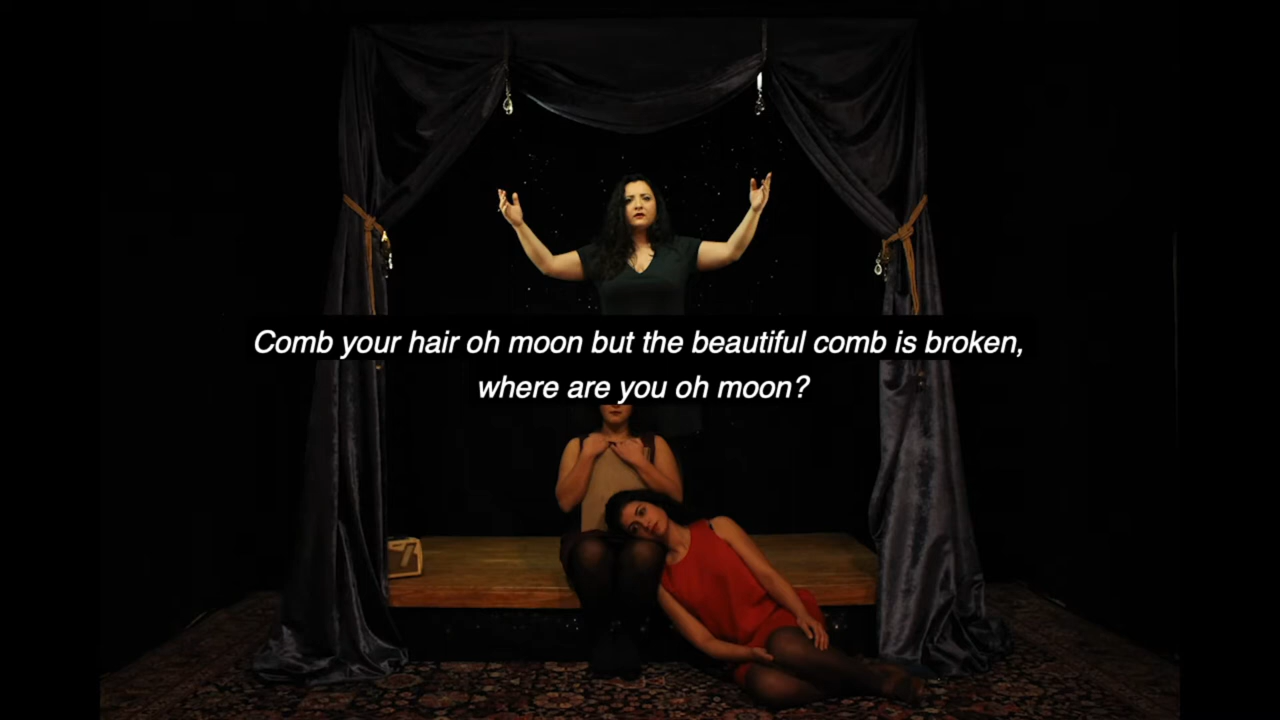 Comb your hair oh moon but the beautiful comb is broken,
where are you oh moon?